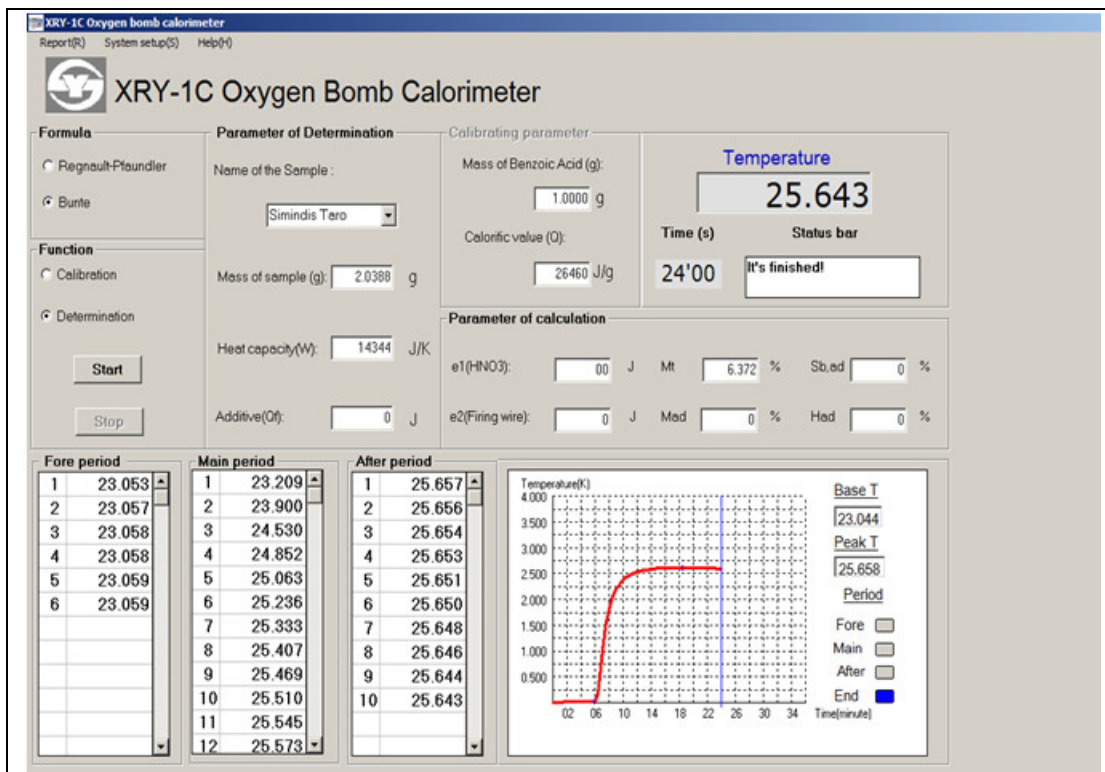 XRY-1C Oxygen bomb calorimeter
Report(R) System setup(S) Help(H)
XRY-1C Oxygen Bomb Calorimeter
Formula
Regnault-Pfaundler
Bunte
Function
Calibration
Determination
Start
Stop
Parameter of Determination
Name of the Sample :
Simindis Taro
Mass of sample (g): 2.0388 g
Heat capacity(W): 14344 J/K
Additive(Qf): 0 J
Calibrating parameter
Mass of Benzoic Acid (g):
1.0000 g
Calorific value (Q):
26460 J/g
Temperature
25.643
Time (s) Status bar
24'00 It's finished!
Parameter of calculation
e1(HNO3): 00 J Mt 6.372 % Sb,ad 0 %
e2(Firing wire): 0 J Mad 0 % Had 0 %
Fore period
1 23.053
2 23.057
3 23.058
4 23.058
5 23.059
6 23.059
Main period
1 23.209
2 23.900
3 24.530
4 24.852
5 25.063
6 25.236
7 25.333
8 25.407
9 25.469
10 25.510
11 25.545
12 25.573
After period
1 25.657
2 25.656
3 25.654
4 25.653
5 25.651
6 25.650
7 25.648
8 25.646
9 25.644
10 25.643
Temperature(K)
4.000
3.500
3.000
2.500
2.000
1.500
1.000
0.500
02 06 10 14 18 22 26 30 34 Time(minute)
Base T
23.044
Peak T
25.658
Period
Fore
Main
After
End